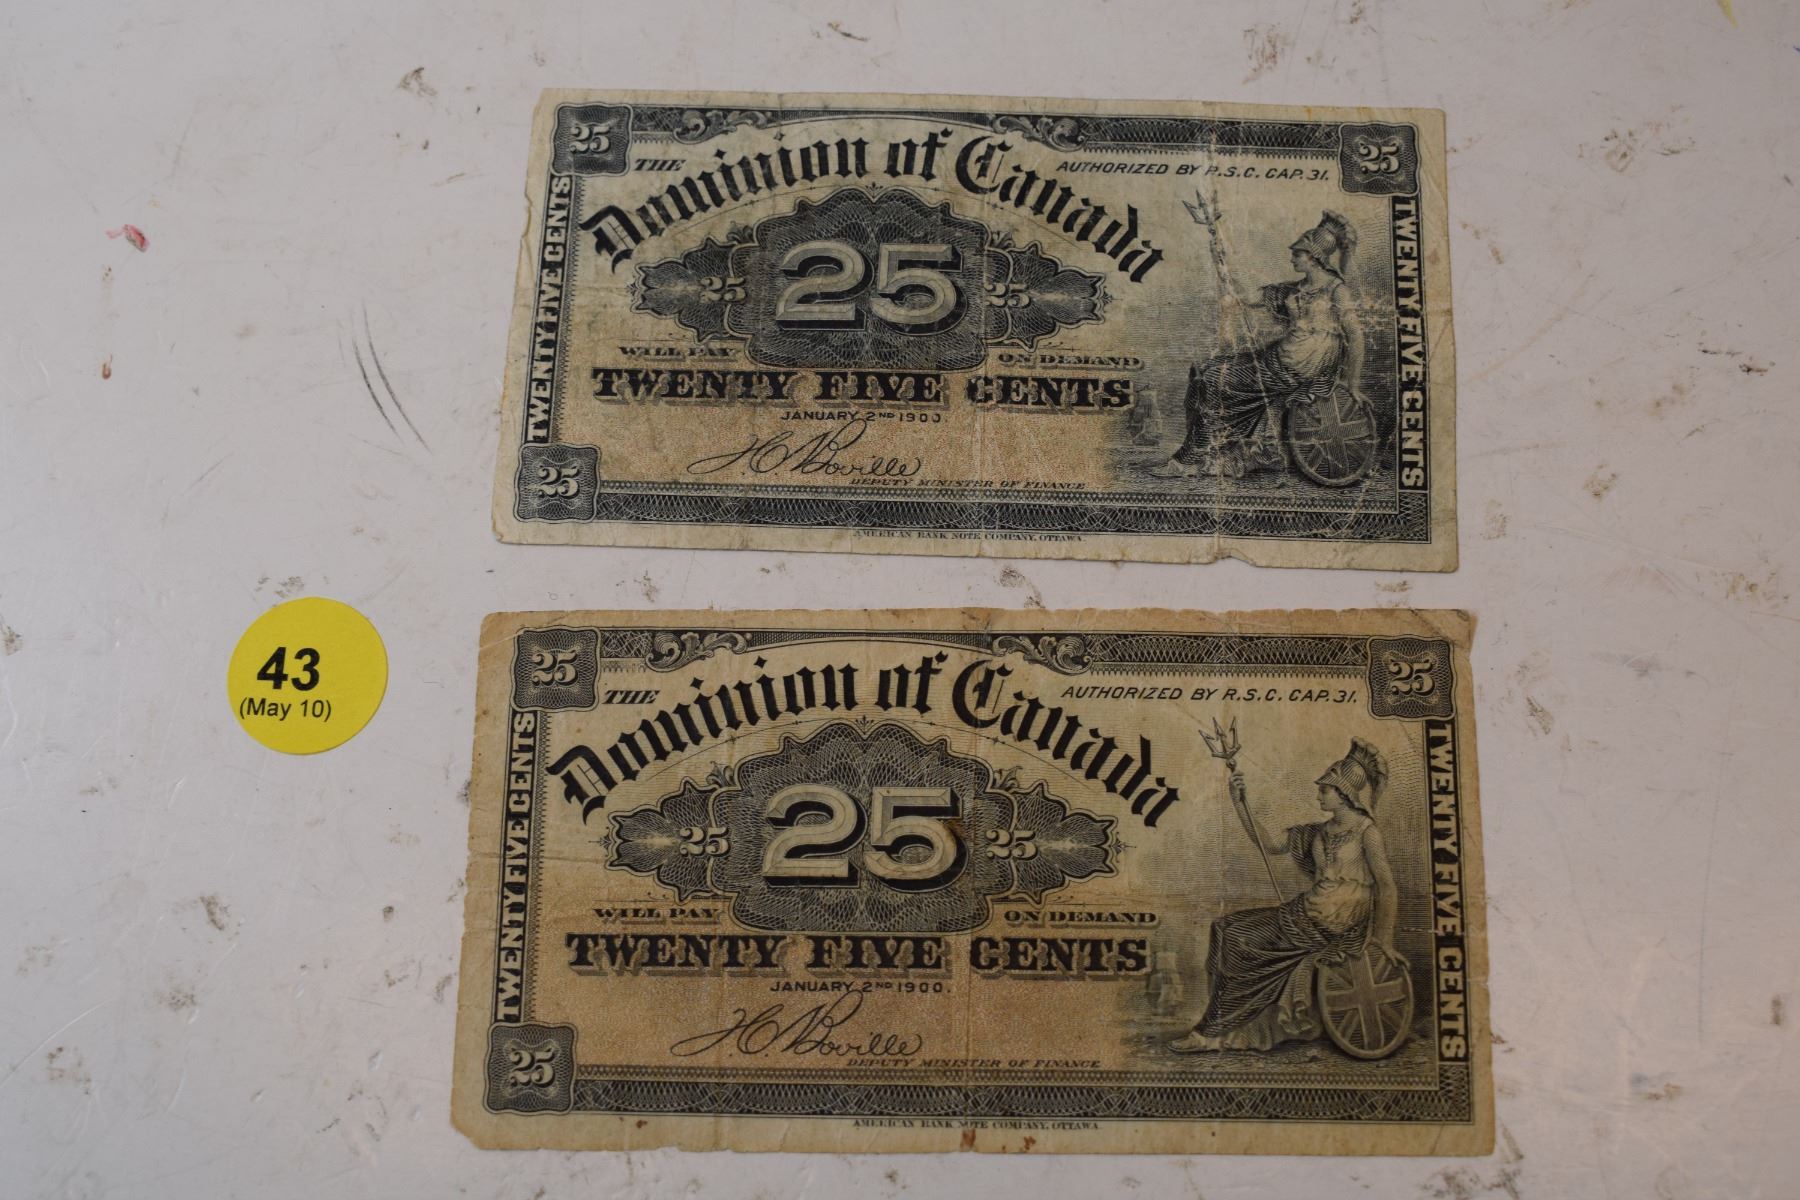 25
25
THE
Dominion of Canada
AUTHORIZED BY R.S.C. CAP. 31.
TWENTY FIVE CENTS
TWENTY FIVE CENTS
25
25
25
WILL PAY
ON DEMAND
TWENTY FIVE CENTS
JANUARY 2ND 1900.
H C Boville
DEPUTY MINISTER OF FINANCE
25
AMERICAN BANK NOTE COMPANY, OTTAWA.
43
(May 10)
25
25
THE
Dominion of Canada
AUTHORIZED BY R.S.C. CAP. 31.
TWENTY FIVE CENTS
TWENTY FIVE CENTS
25
25
25
WILL PAY
ON DEMAND
TWENTY FIVE CENTS
JANUARY 2ND 1900.
H.C. Boville
DEPUTY MINISTER OF FINANCE
25
AMERICAN BANK NOTE COMPANY, OTTAWA.